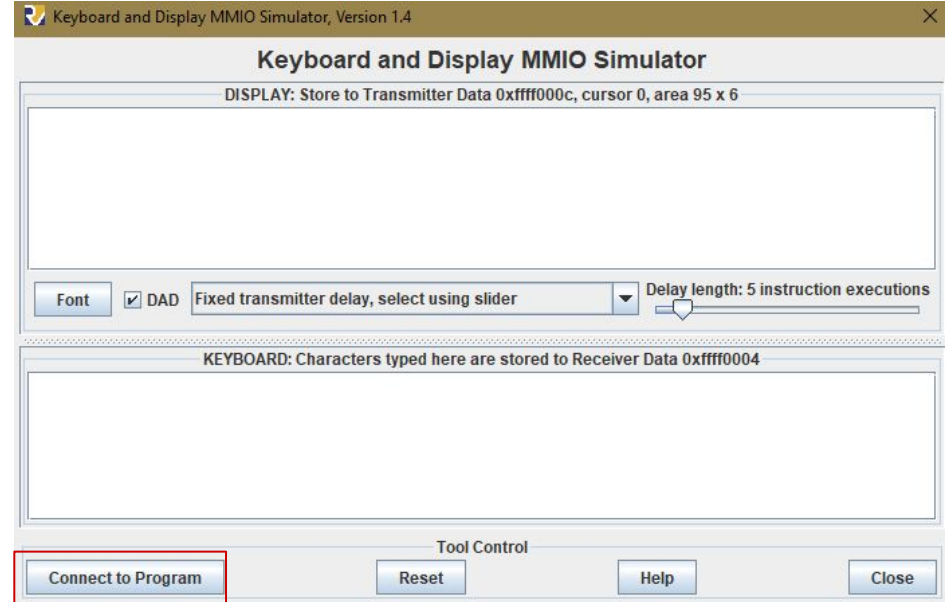 Keyboard and Display MMIO Simulator, Version 1.4
Keyboard and Display MMIO Simulator
DISPLAY: Store to Transmitter Data 0xffff000c, cursor 0, area 95 x 6
Font
DAD
Fixed transmitter delay, select using slider
Delay length: 5 instruction executions
KEYBOARD: Characters typed here are stored to Receiver Data 0xffff0004
Tool Control
Connect to Program
Reset
Help
Close